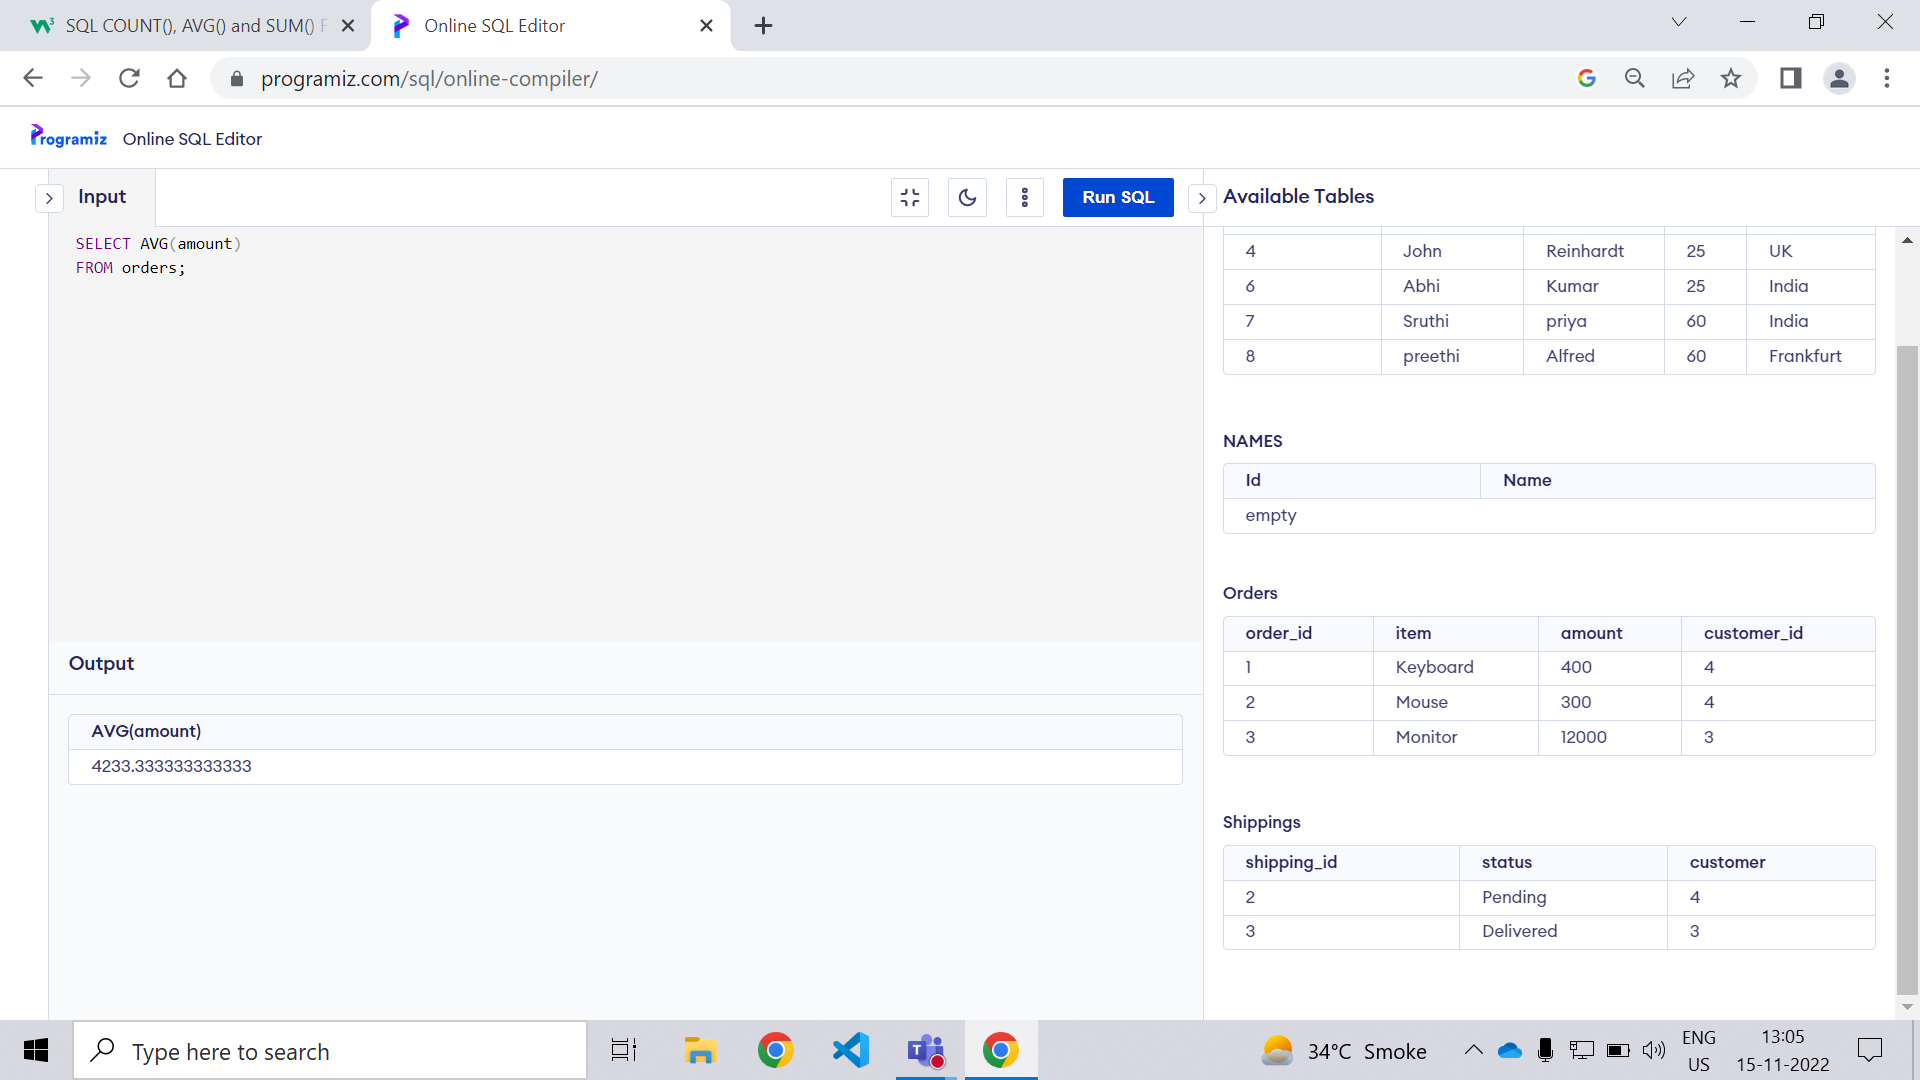 SQL COUNT(), AVG() and SUM() F
Online SQL Editor
programiz.com/sql/online-compiler/
Programiz Online SQL Editor
Input
Run SQL
Available Tables
SELECT AVG(amount)
FROM orders;
4 John Reinhardt 25 UK
6 Abhi Kumar 25 India
7 Sruthi priya 60 India
8 preethi Alfred 60 Frankfurt
NAMES
Id Name
empty
Orders
order_id item amount customer_id
1 Keyboard 400 4
2 Mouse 300 4
3 Monitor 12000 3
Shippings
shipping_id status customer
2 Pending 4
3 Delivered 3
Output
AVG(amount)
4233.333333333333
Type here to search
34°C Smoke
ENG
US
13:05
15-11-2022